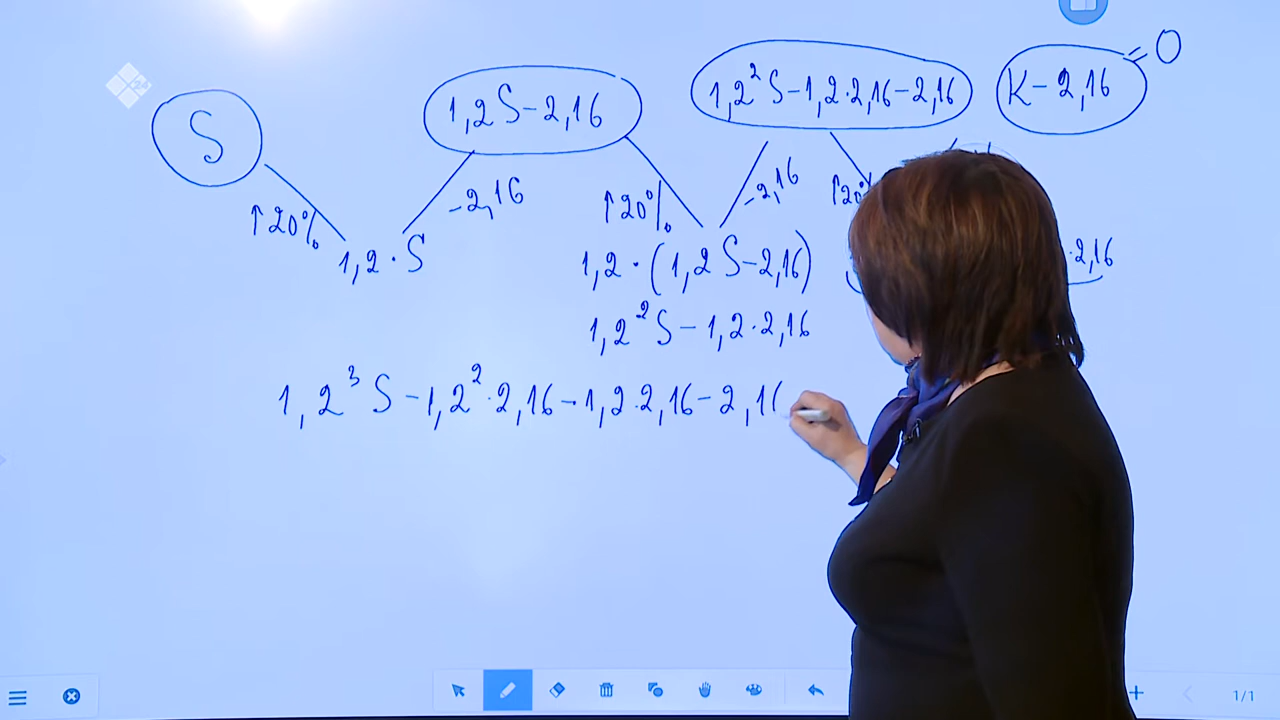 S
1,2S-2,16
1,2²S-1,2·2,16-2,16
K-2,16
=0
↑20%
-2,16
↑20%
-2,16
1,2·S
1,2·(1,2S-2,16)
·2,16
1,2²S-1,2·2,16
1,2³S-1,2²·2,16-1,2·2,16-2,16
1/1